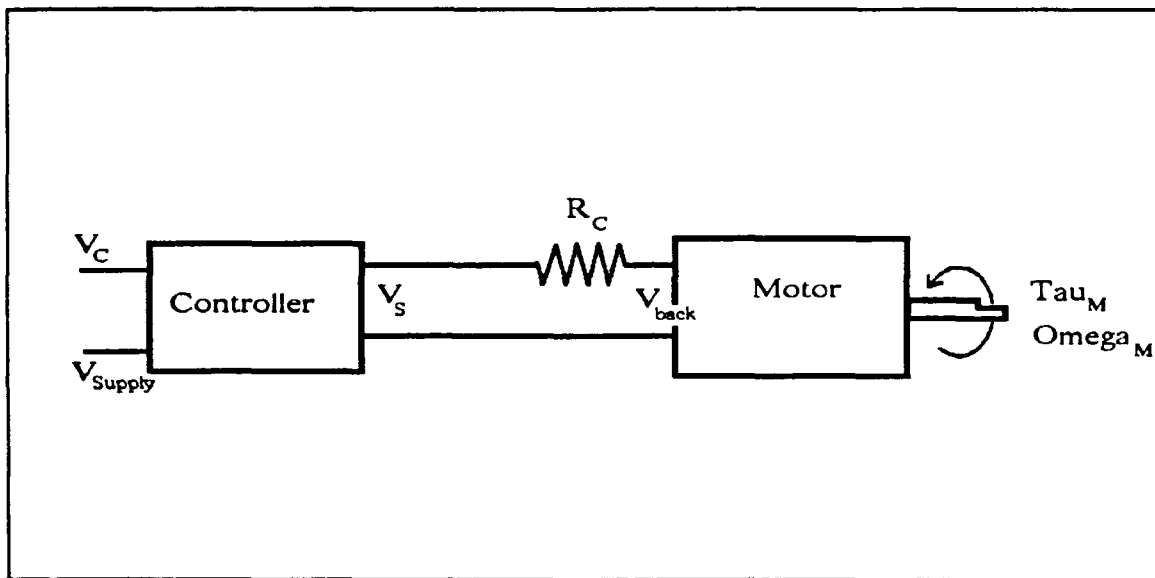 R_C
V_C
Controller
V_S
V_back
Motor
Tau_M
Omega_M
V_Supply